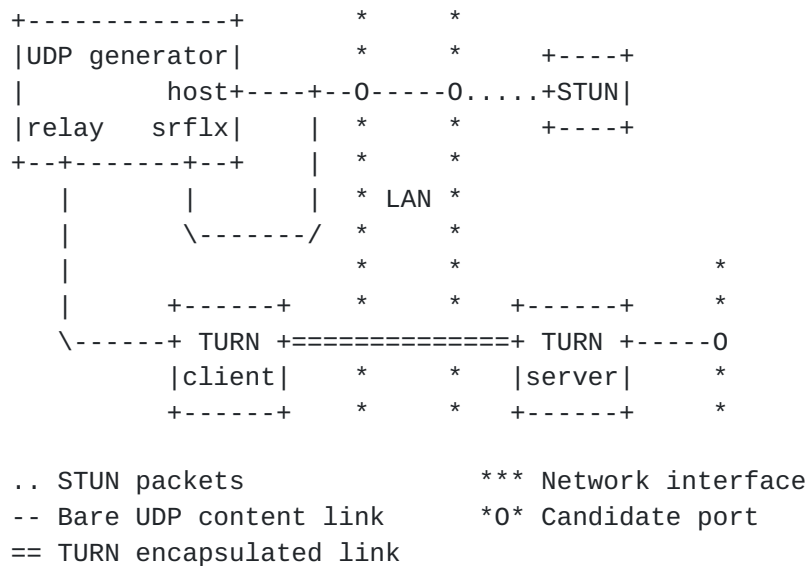 +-------------+       *     *
|UDP generator|       *     *     +----+
|         host+----+--O-----O.....+STUN|
|relay   srflx|    |  *     *     +----+
+--+-------+--+    |  *     *
   |       |       |  * LAN *
   |       \-------/  *     *
   |                  *     *                *
   |      +------+    *     *   +------+     *
   \------+ TURN +==============+ TURN +-----O
          |client|    *     *   |server|     *
          +------+    *     *   +------+     *
.. STUN packets               *** Network interface
-- Bare UDP content link      *O* Candidate port
== TURN encapsulated link